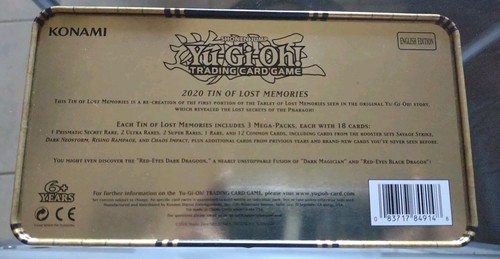 KONAMI
SHONEN JUMP
Yu-Gi-Oh!
TRADING CARD GAME
ENGLISH EDITION
2020 TIN OF LOST MEMORIES
THIS TIN OF LOST MEMORIES IS A RE-CREATION OF THE FIRST PORTION OF THE TABLET OF LOST MEMORIES SEEN IN THE ORIGINAL YU-GI-OH! STORY,
WHICH REVEALED THE LOST SECRETS OF THE PHARAOH!
EACH TIN OF LOST MEMORIES INCLUDES 3 MEGA-PACKS, EACH WITH 18 CARDS:
1 PRISMATIC SECRET RARE, 2 ULTRA RARES, 2 SUPER RARES, 1 RARE, AND 12 COMMON CARDS, INCLUDING CARDS FROM THE BOOSTER SETS SAVAGE STRIKE,
DARK NEOSTORM, RISING RAMPAGE, AND CHAOS IMPACT, PLUS ADDITIONAL CARDS FROM PREVIOUS YEARS AND BRAND-NEW CARDS YOU'VE NEVER SEEN BEFORE.
YOU MIGHT EVEN DISCOVER THE "RED-EYES DARK DRAGOON," A NEARLY UNSTOPPABLE FUSION OF "DARK MAGICIAN" AND "RED-EYES BLACK DRAGON"!
6+
YEARS
CE
For further information on the Yu-Gi-Oh! TRADING CARD GAME, please visit www.yugioh-card.com.
0 83717 84914 8